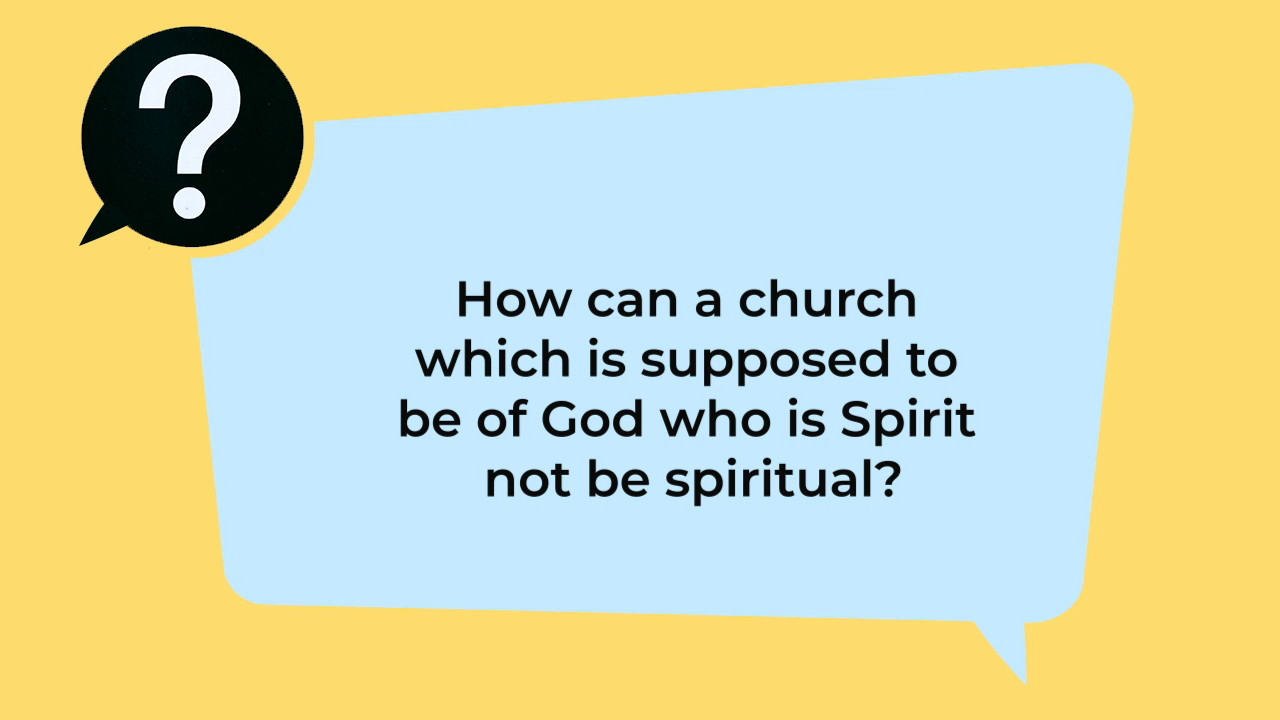 ?
How can a church
which is supposed to
be of God who is Spirit
not be spiritual?